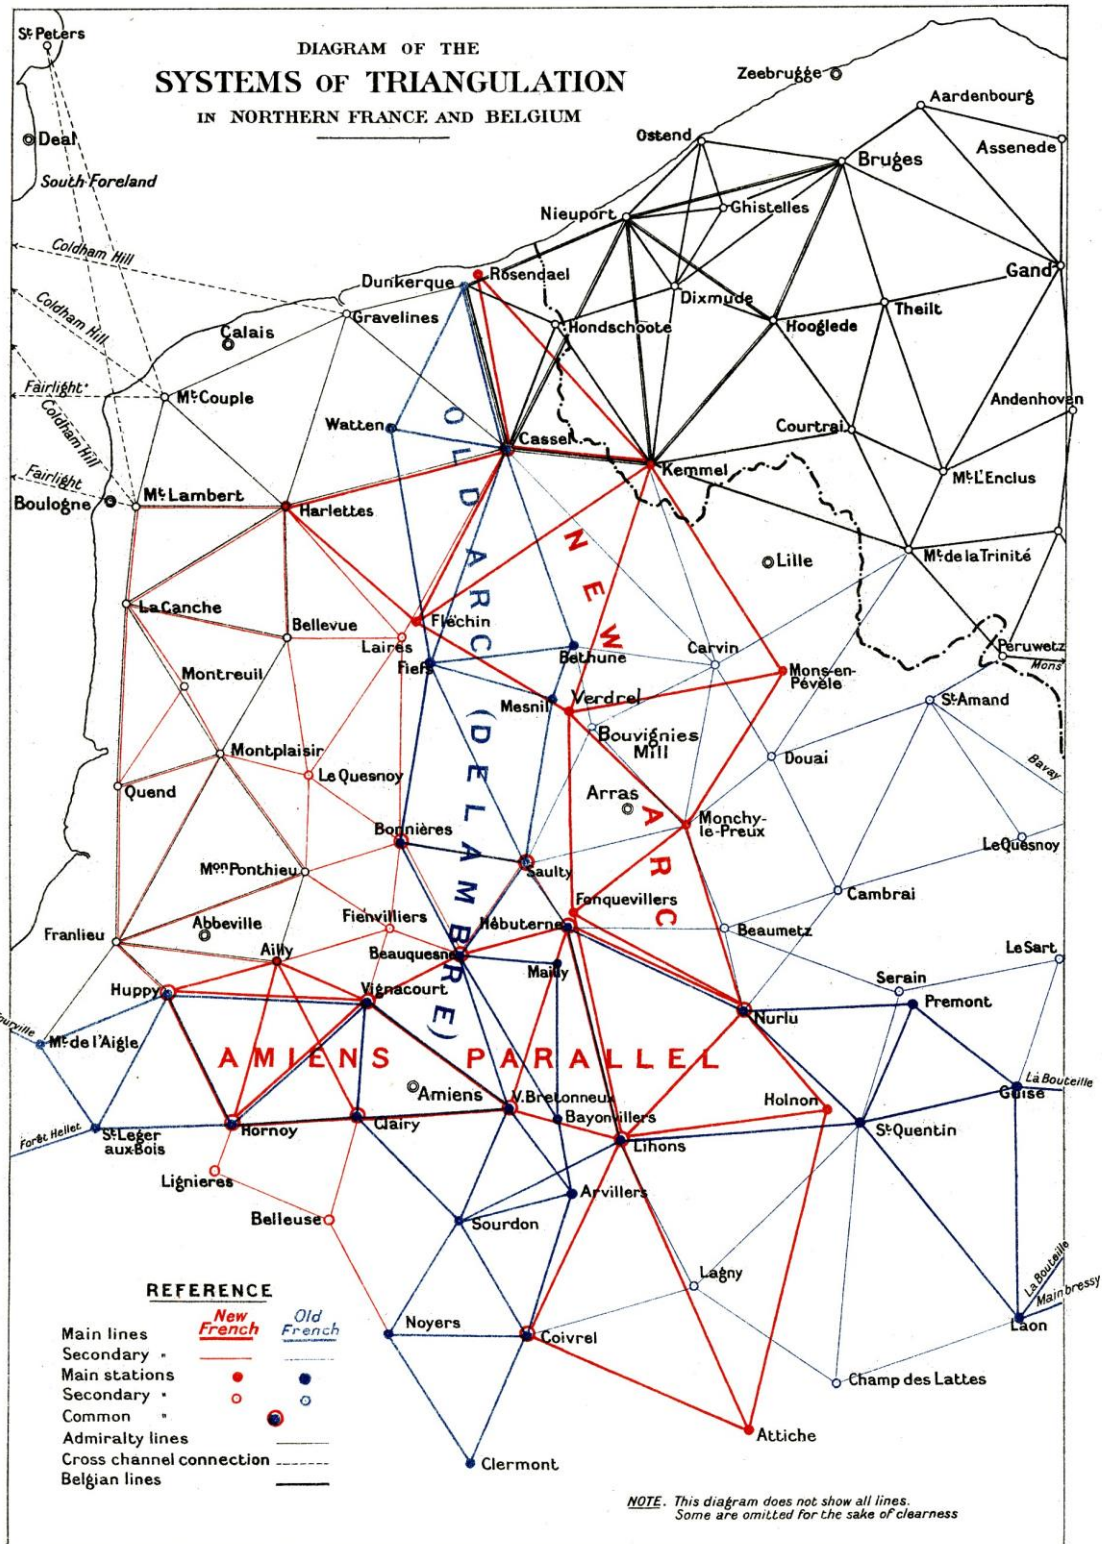 St. Peters
DIAGRAM OF THE
SYSTEMS OF TRIANGULATION
IN NORTHERN FRANCE AND BELGIUM
Zeebrugge
Aardenbourg
Deal
Ostend
Assenede
Bruges
South Foreland
Nieuport
Ghistelles
Coldham Hill
Rosendael
Gand
Dunkerque
Dixmude
Coldham Hill
Gravelines
Hondschoote
Hooglede
Theilt
Calais
Fairlight
Mt. Couple
Andenhoven
Coldham Hill
Watten
Courtrai
Cassel
Kemmel
Mt. L'Enclus
Fairlight
Boulogne
Mt. Lambert
Harlettes
Lille
Mt. de la Trinité
La Canche
Fléchin
Bellevue
Laires
Bethune
Carvin
Peruwetz
Mons
Fiefs
Montreuil
Mons-en-
Pévèle
Mesnil
Verdrel
St. Amand
Bouvignies
Mill
Montplaisir
Douai
Bavay
Le Quesnoy
Quend
Arras
Bonnières
Monchy-
le-Preux
Le Quesnoy
Mon Ponthieu
Saulty
Cambrai
Fonquevillers
Abbeville
Fienvilliers
Hébuterne
Beaumetz
Franlieu
Ailly
Beauquesne
Mailly
Le Sart
Serain
Huppy
Vignacourt
Nurlu
Premont
Mt. de l'Aigle
OLD ARC (DELAMBRE)
NEW ARC
AMIENS PARALLEL
Amiens
V. Bretonneux
Holnon
Guise
La Bouteille
Forêt Hellet
St. Leger
aux-Bois
Hornoy
Clairy
Bayonvillers
Lihons
St. Quentin
Lignieres
Arvillers
Belleuse
Sourdon
Lagny
La Bouteille
Mainbressy
Noyers
Coivrel
Laon
Champ des Lattes
Attiche
Clermont
REFERENCE
New
French
Old
French
Main lines
Secondary "
Main stations
Secondary "
Common "
Admiralty lines
Cross channel connection
Belgian lines
NOTE. This diagram does not show all lines.
Some are omitted for the sake of clearness